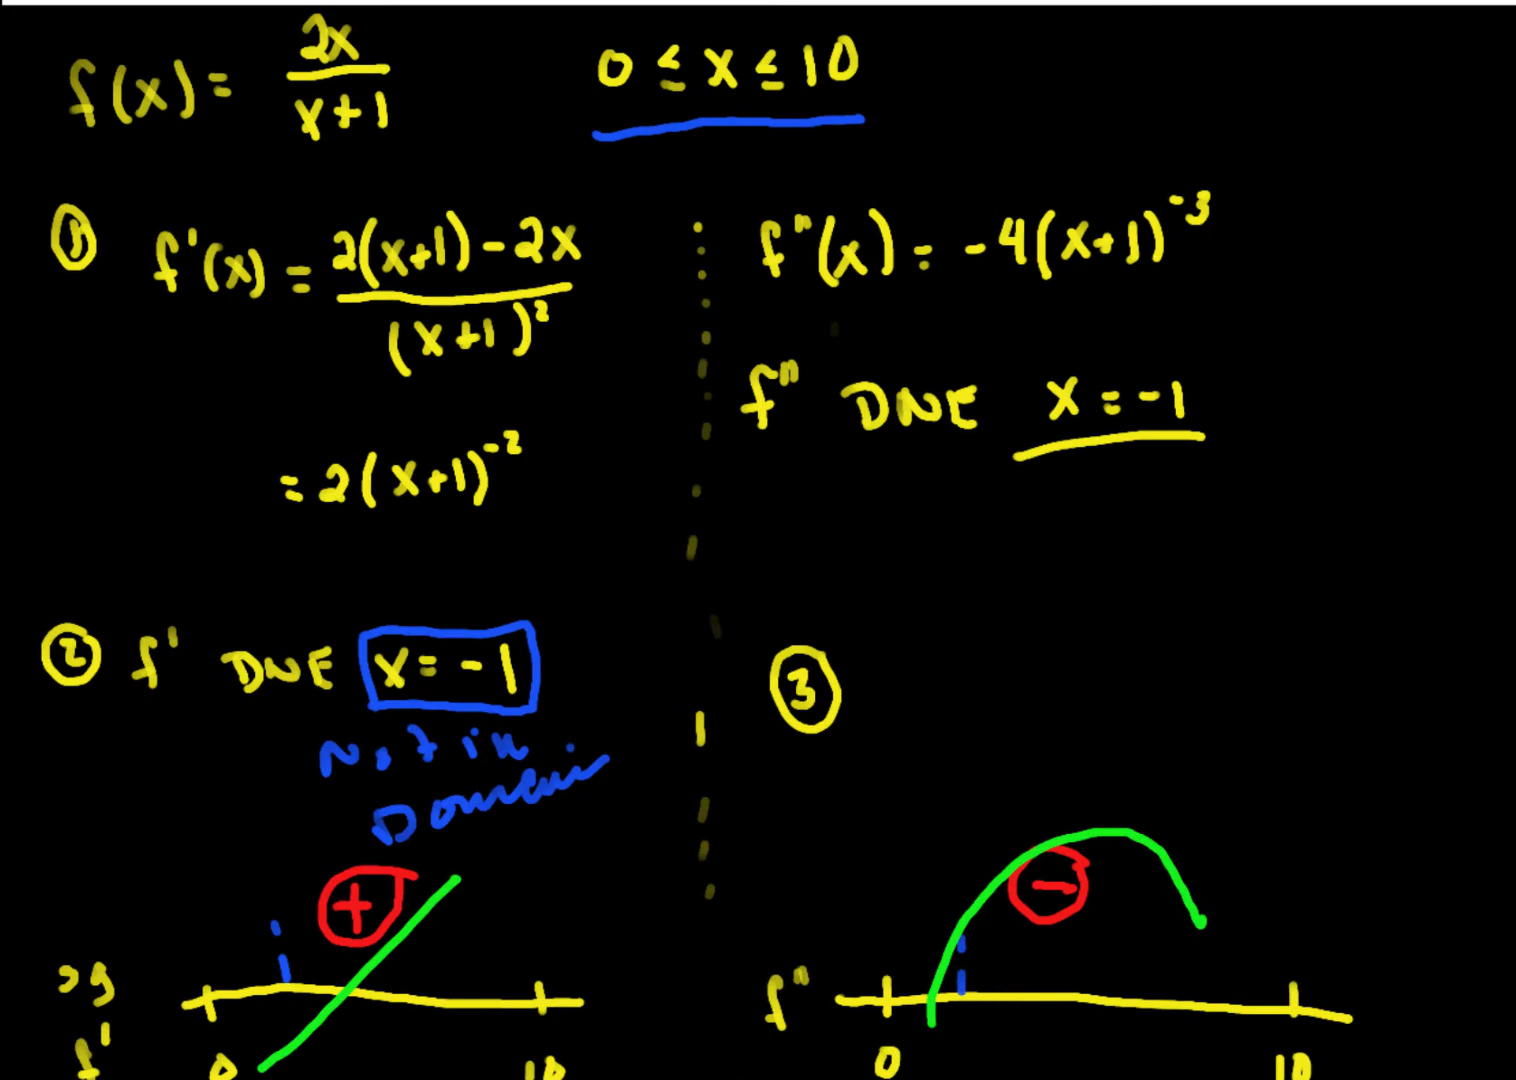 f(x) = 2x / x+1    0 ≤ x ≤ 10
① f'(x) = 2(x+1) - 2x / (x+1)²
= 2(x+1)⁻²
f"(x) = -4(x+1)⁻³
f" DNE x = -1
② f' DNE x = -1
Not in
Domain
+
f'
0 10
③
−
f"
0 10